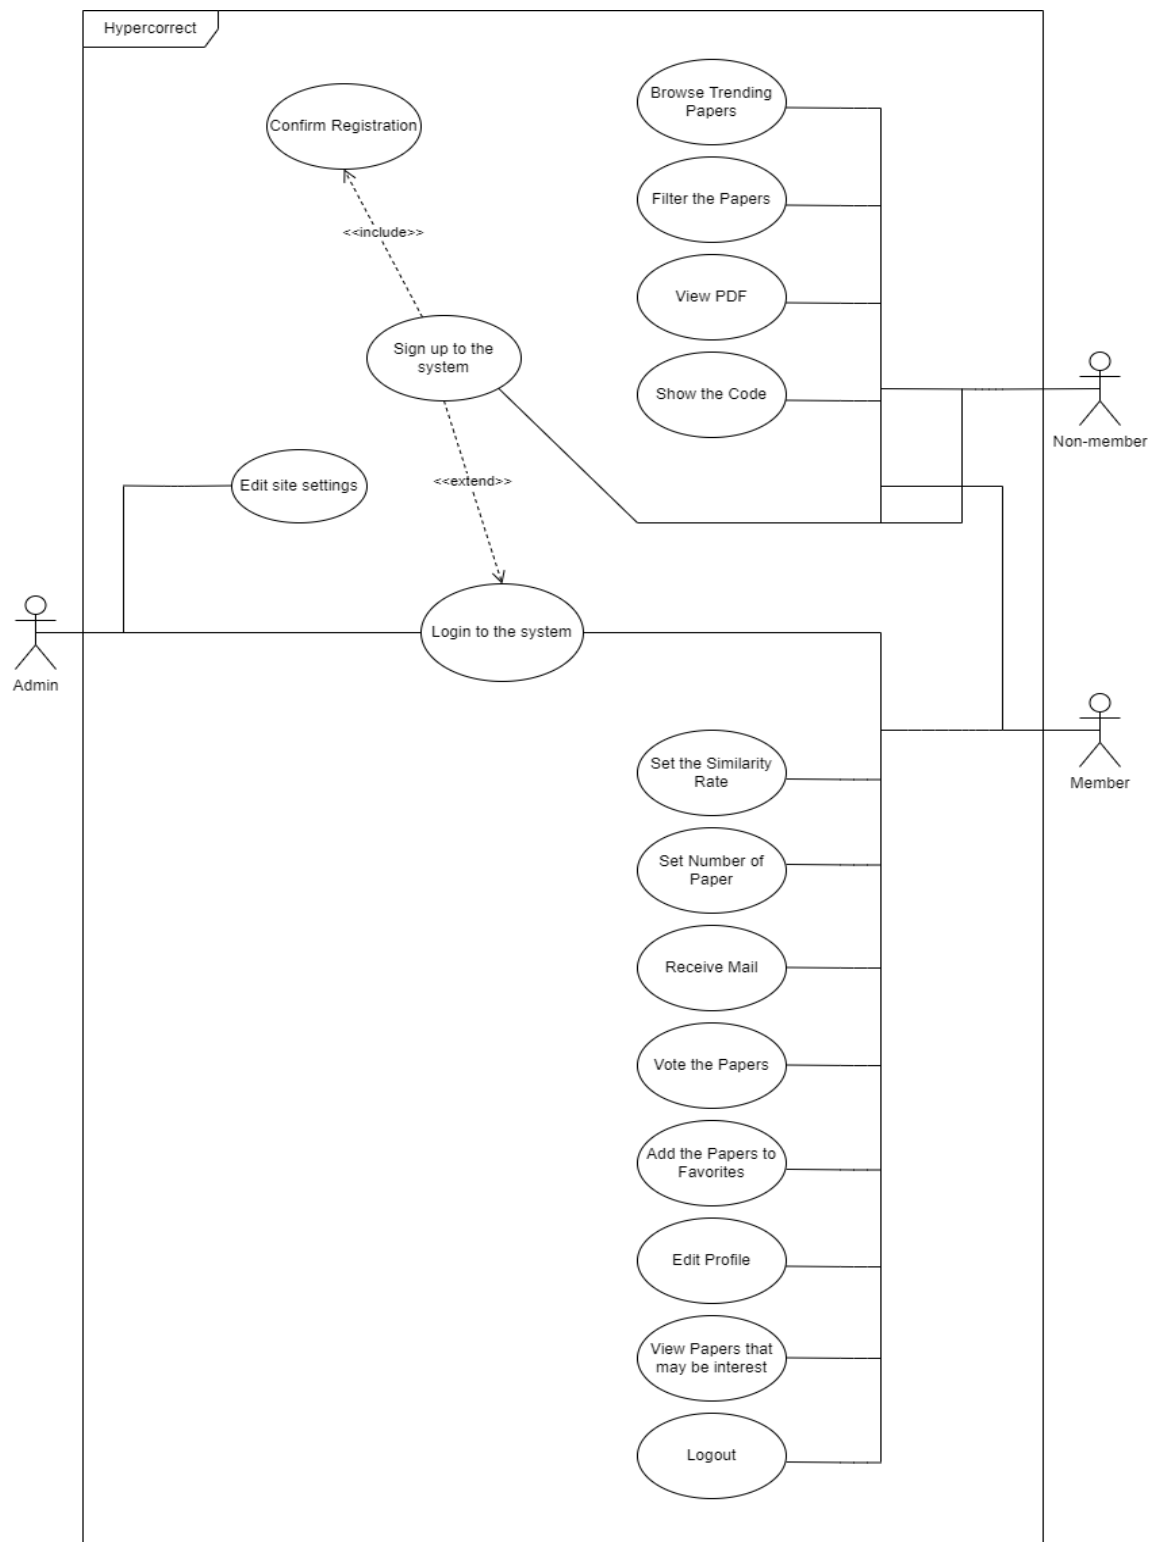 Hypercorrect
Confirm Registration
Browse Trending
Papers
Filter the Papers
<<include>>
View PDF
Sign up to the
system
Show the Code
Non-member
Edit site settings
<<extend>>
Login to the system
Admin
Set the Similarity
Rate
Member
Set Number of
Paper
Receive Mail
Vote the Papers
Add the Papers to
Favorites
Edit Profile
View Papers that
may be interest
Logout